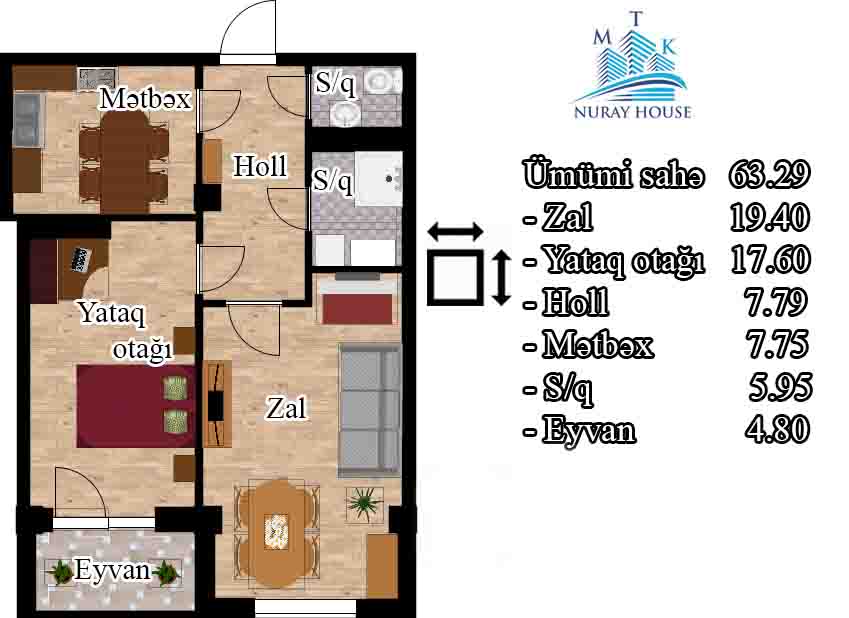 M T K
NURAY HOUSE
Mətbəx
S/q
Holl
S/q
Yataq
otağı
Zal
Eyvan
Ümümi sahə 63.29
- Zal 19.40
- Yataq otağı 17.60
- Holl 7.79
- Mətbəx 7.75
- S/q 5.95
- Eyvan 4.80